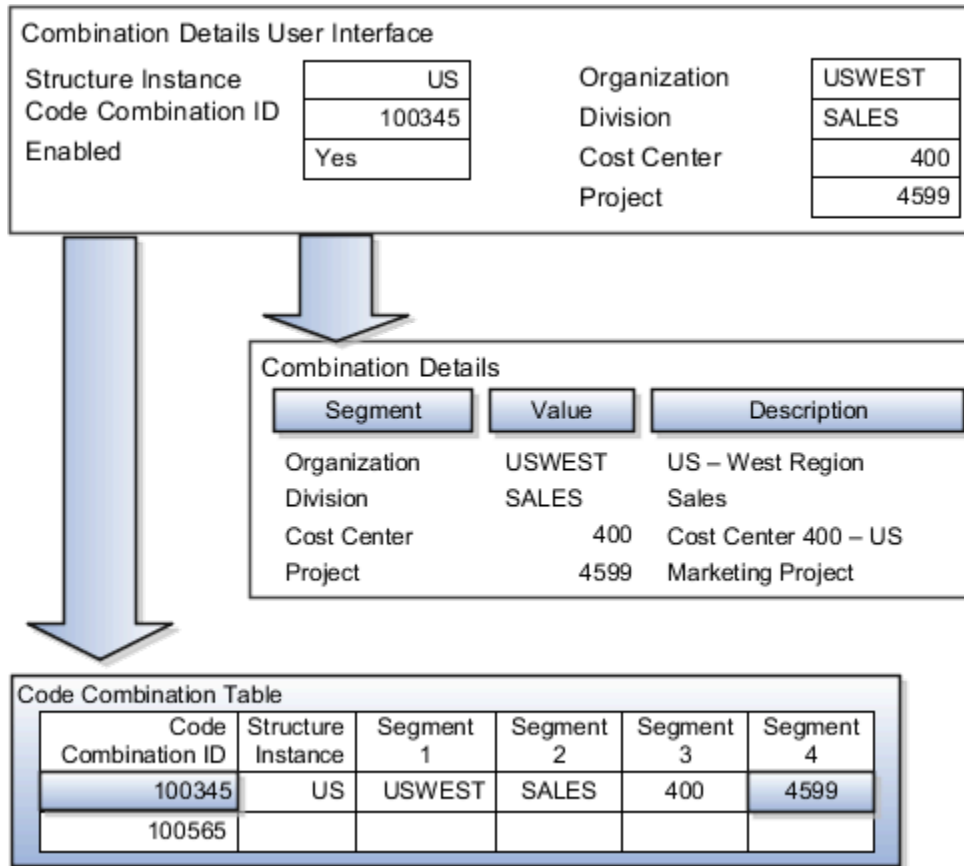 Combination Details User Interface
Structure Instance US Organization USWEST
Code Combination ID 100345 Division SALES
Enabled Yes Cost Center 400
Project 4599
Combination Details
Segment Value Description
Organization USWEST US – West Region
Division SALES Sales
Cost Center 400 Cost Center 400 – US
Project 4599 Marketing Project
Code Combination Table
Code Structure Segment Segment Segment Segment
Combination ID Instance 1 2 3 4
100345 US USWEST SALES 400 4599
100565